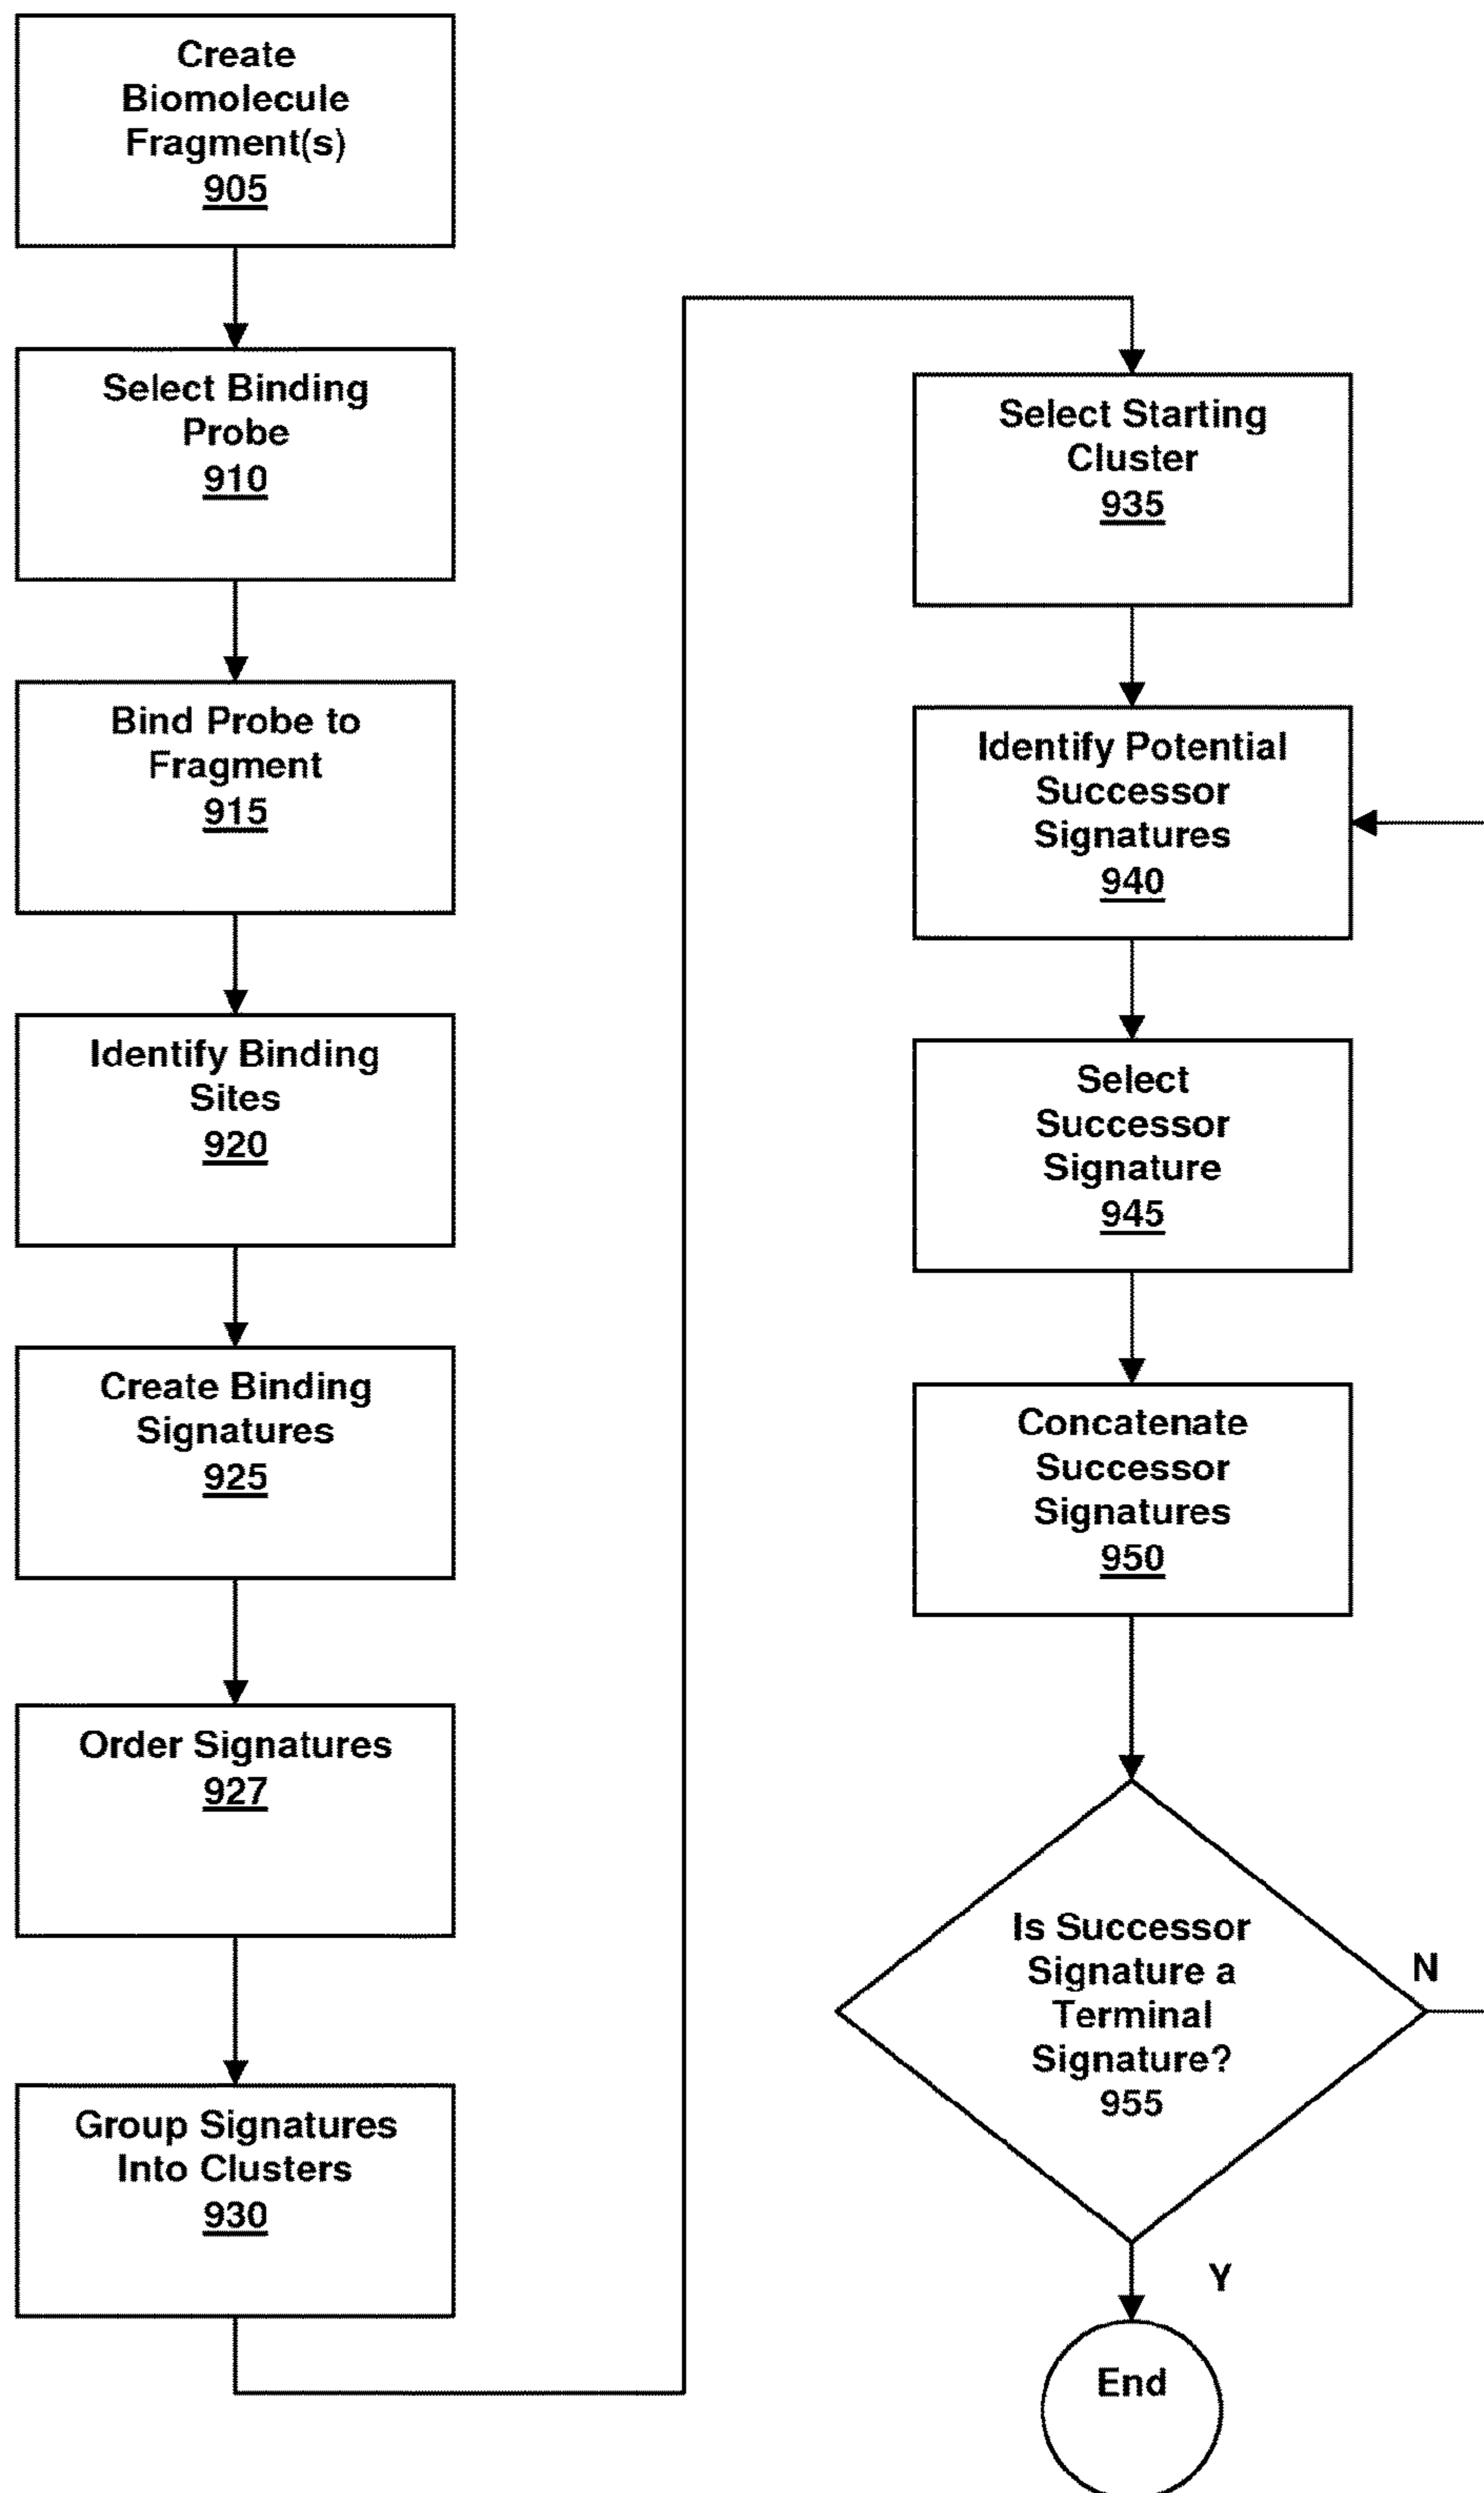 Create
Biomolecule
Fragment(s)
905
Select Binding
Probe
910
Bind Probe to
Fragment
915
Identify Binding
Sites
920
Create Binding
Signatures
925
Order Signatures
927
Group Signatures
Into Clusters
930
Select Starting
Cluster
935
Identify Potential
Successor
Signatures
940
Select
Successor
Signature
945
Concatenate
Successor
Signatures
950
Is Successor
Signature a
Terminal
Signature?
955
N
Y
End